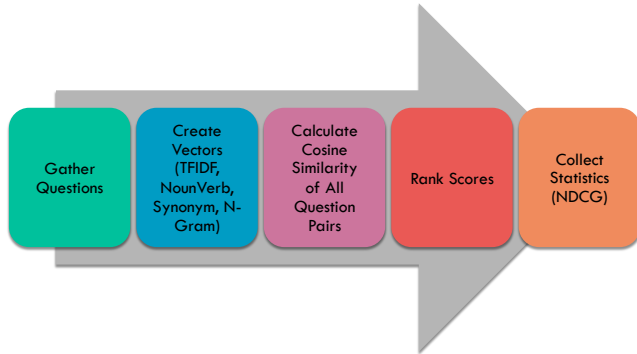 Gather
Questions
Create
Vectors
(TFIDF,
NounVerb,
Synonym, N-
Gram)
Calculate
Cosine
Similarity
of All
Question
Pairs
Rank Scores
Collect
Statistics
(NDCG)